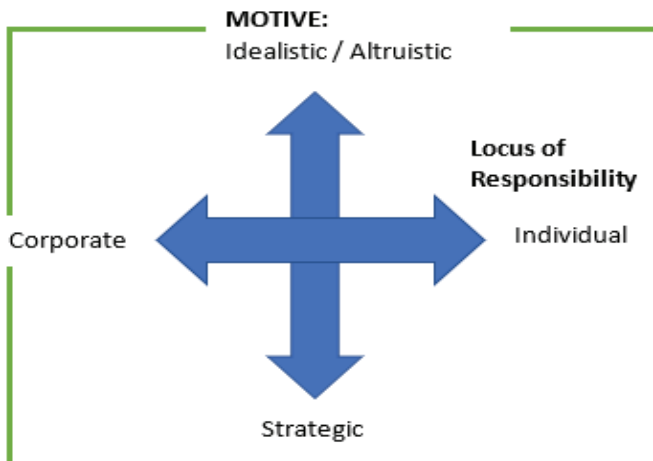 MOTIVE:
Idealistic / Altruistic
Locus of
Responsibility
Corporate
Individual
Strategic